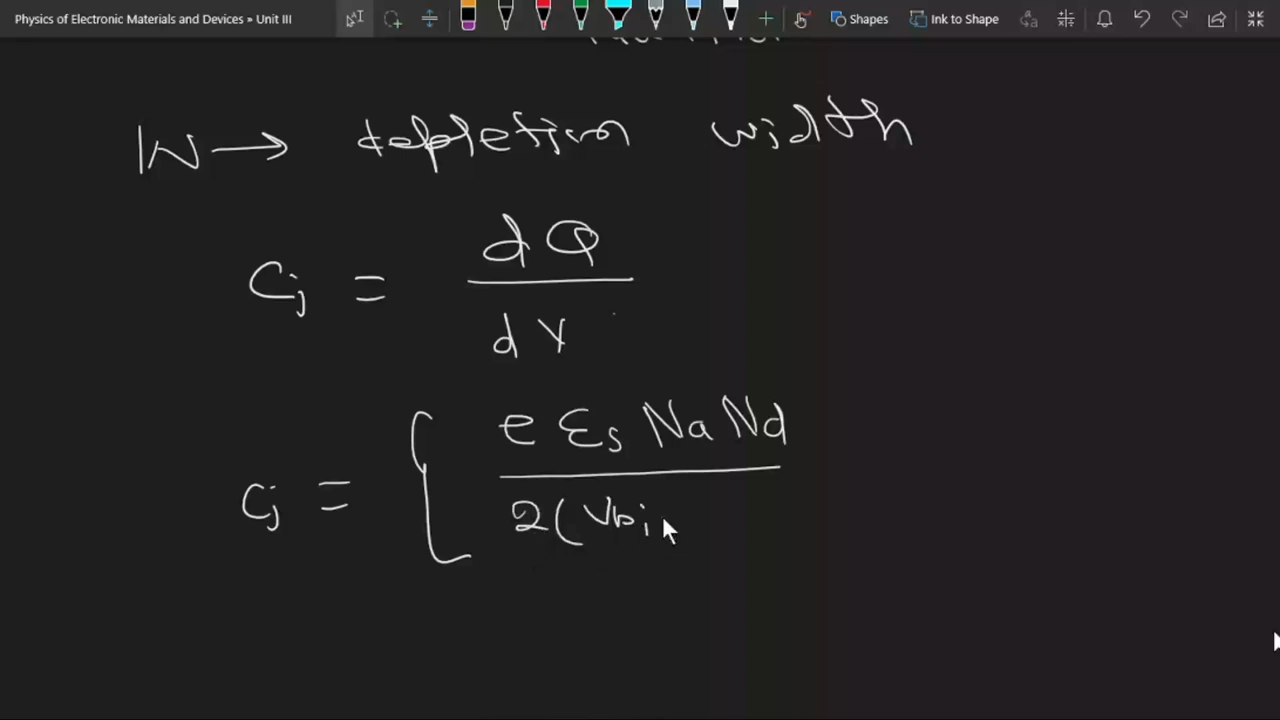 Physics of Electronic Materials and Devices » Unit III
Shapes
Ink to Shape
W → depletion width
Cj = dQ / dV
Cj = [ e Es Na Nd / 2(Vbi